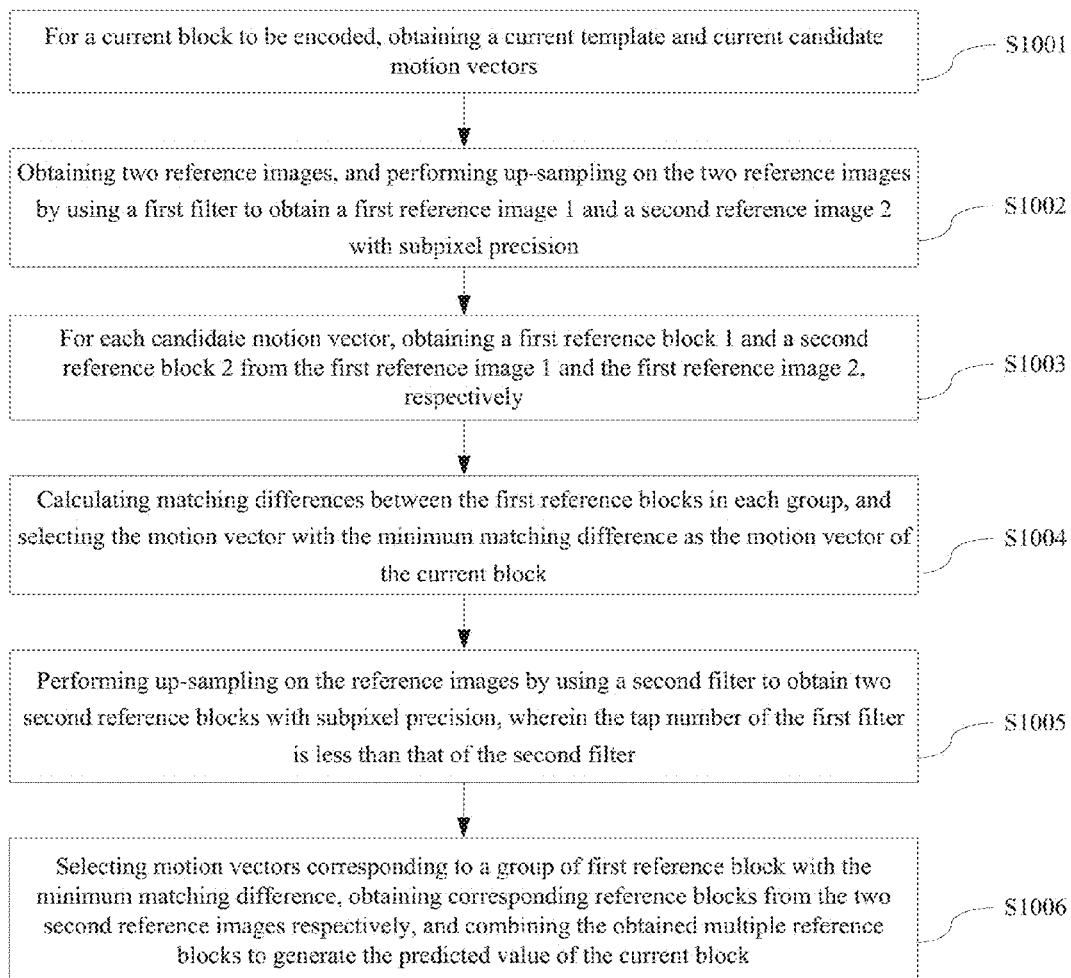 For a current block to be encoded, obtaining a current template and current candidate
motion vectors
S1001
Obtaining two reference images, and performing up-sampling on the two reference images
by using a first filter to obtain a first reference image 1 and a second reference image 2
with subpixel precision
S1002
For each candidate motion vector, obtaining a first reference block 1 and a second
reference block 2 from the first reference image 1 and the first reference image 2,
respectively
S1003
Calculating matching differences between the first reference blocks in each group, and
selecting the motion vector with the minimum matching difference as the motion vector of
the current block
S1004
Performing up-sampling on the reference images by using a second filter to obtain two
second reference blocks with subpixel precision, wherein the tap number of the first filter
is less than that of the second filter
S1005
Selecting motion vectors corresponding to a group of first reference block with the
minimum matching difference, obtaining corresponding reference blocks from the two
second reference images respectively, and combining the obtained multiple reference
blocks to generate the predicted value of the current block
S1006